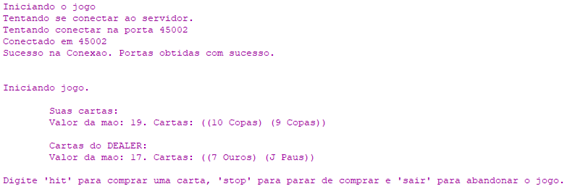 Iniciando o jogo
Tentando se conectar ao servidor.
Tentando conectar na porta 45002
Conectado em 45002
Sucesso na Conexao. Portas obtidas com sucesso.
Iniciando jogo.
Suas cartas:
Valor da mao: 19. Cartas: ((10 Copas) (9 Copas))
Cartas do DEALER:
Valor da mao: 17. Cartas: ((7 Ouros) (J Paus))
Digite 'hit' para comprar uma carta, 'stop' para parar de comprar e 'sair' para abandonar o jogo.